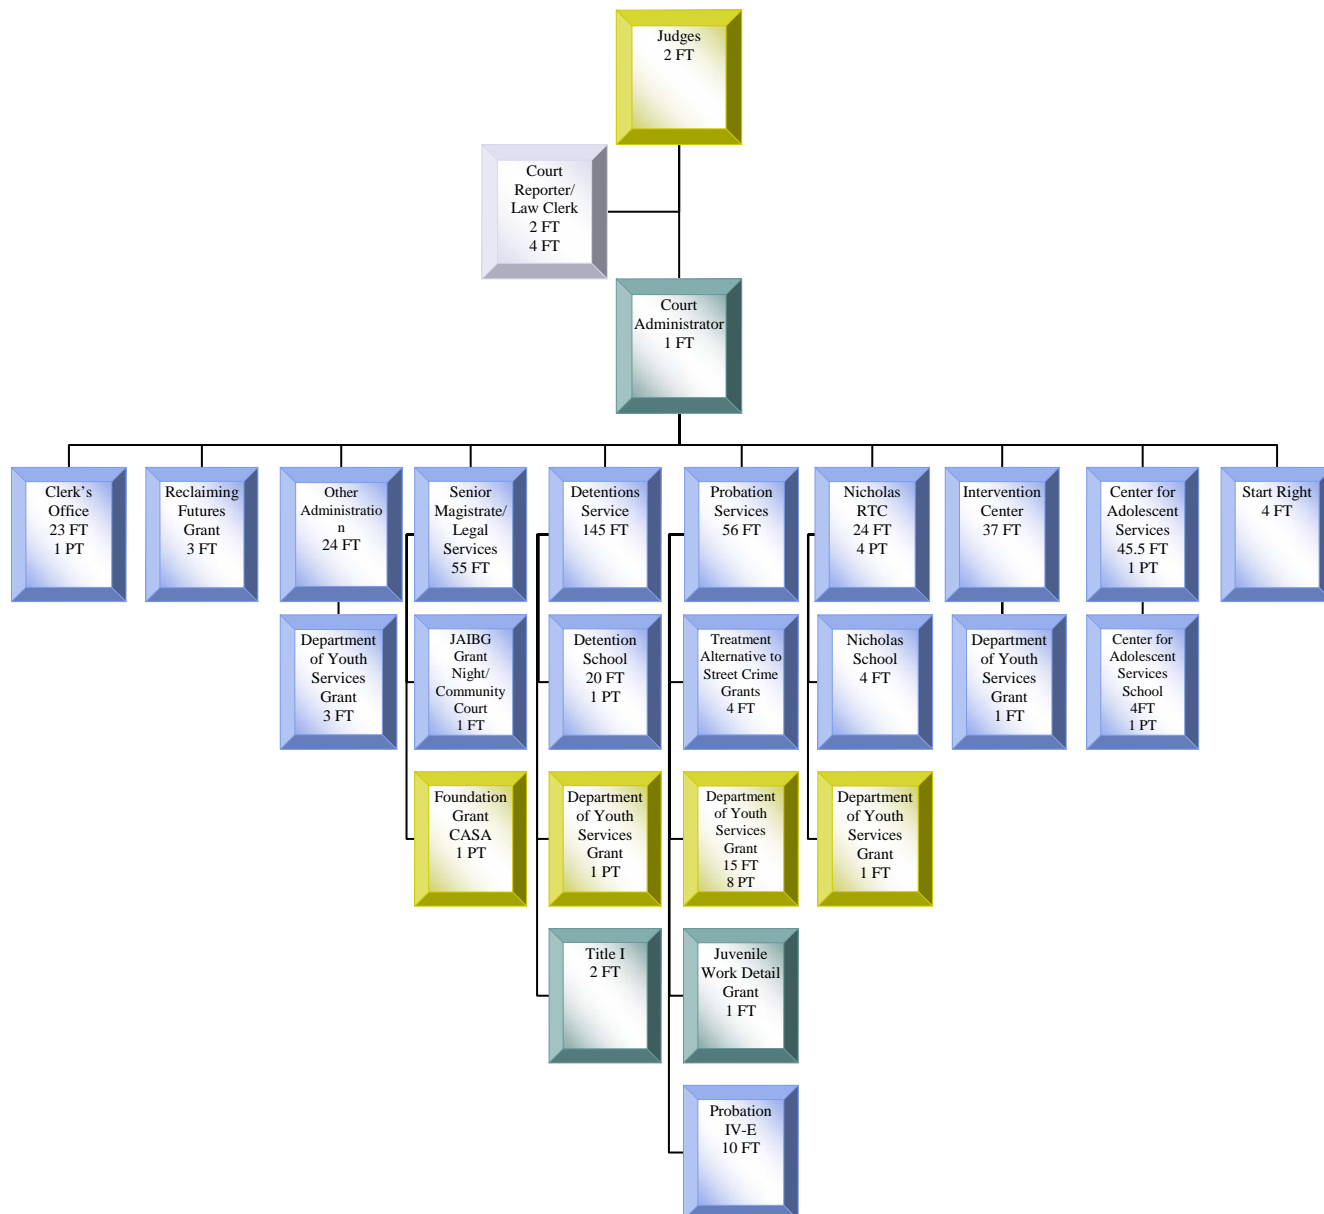 Judges
2 FT
Court
Reporter/
Law Clerk
2 FT
4 FT
Court
Administrator
1 FT
Clerk’s
Office
23 FT
1 PT
Reclaiming
Futures
Grant
3 FT
Other
Administratio
n
24 FT
Senior
Magistrate/
Legal
Services
55 FT
Detentions
Service
145 FT
Probation
Services
56 FT
Nicholas
RTC
24 FT
4 PT
Intervention
Center
37 FT
Center for
Adolescent
Services
45.5 FT
1 PT
Start Right
4 FT
Department
of Youth
Services
Grant
3 FT
JAIBG
Grant
Night/
Community
Court
1 FT
Detention
School
20 FT
1 PT
Treatment
Alternative to
Street Crime
Grants
4 FT
Nicholas
School
4 FT
Department
of Youth
Services
Grant
1 FT
Center for
Adolescent
Services
School
4FT
1 PT
Foundation
Grant
CASA
1 PT
Department
of Youth
Services
Grant
1 PT
Department
of Youth
Services
Grant
15 FT
8 PT
Department
of Youth
Services
Grant
1 FT
Title I
2 FT
Juvenile
Work Detail
Grant
1 FT
Probation
IV-E
10 FT